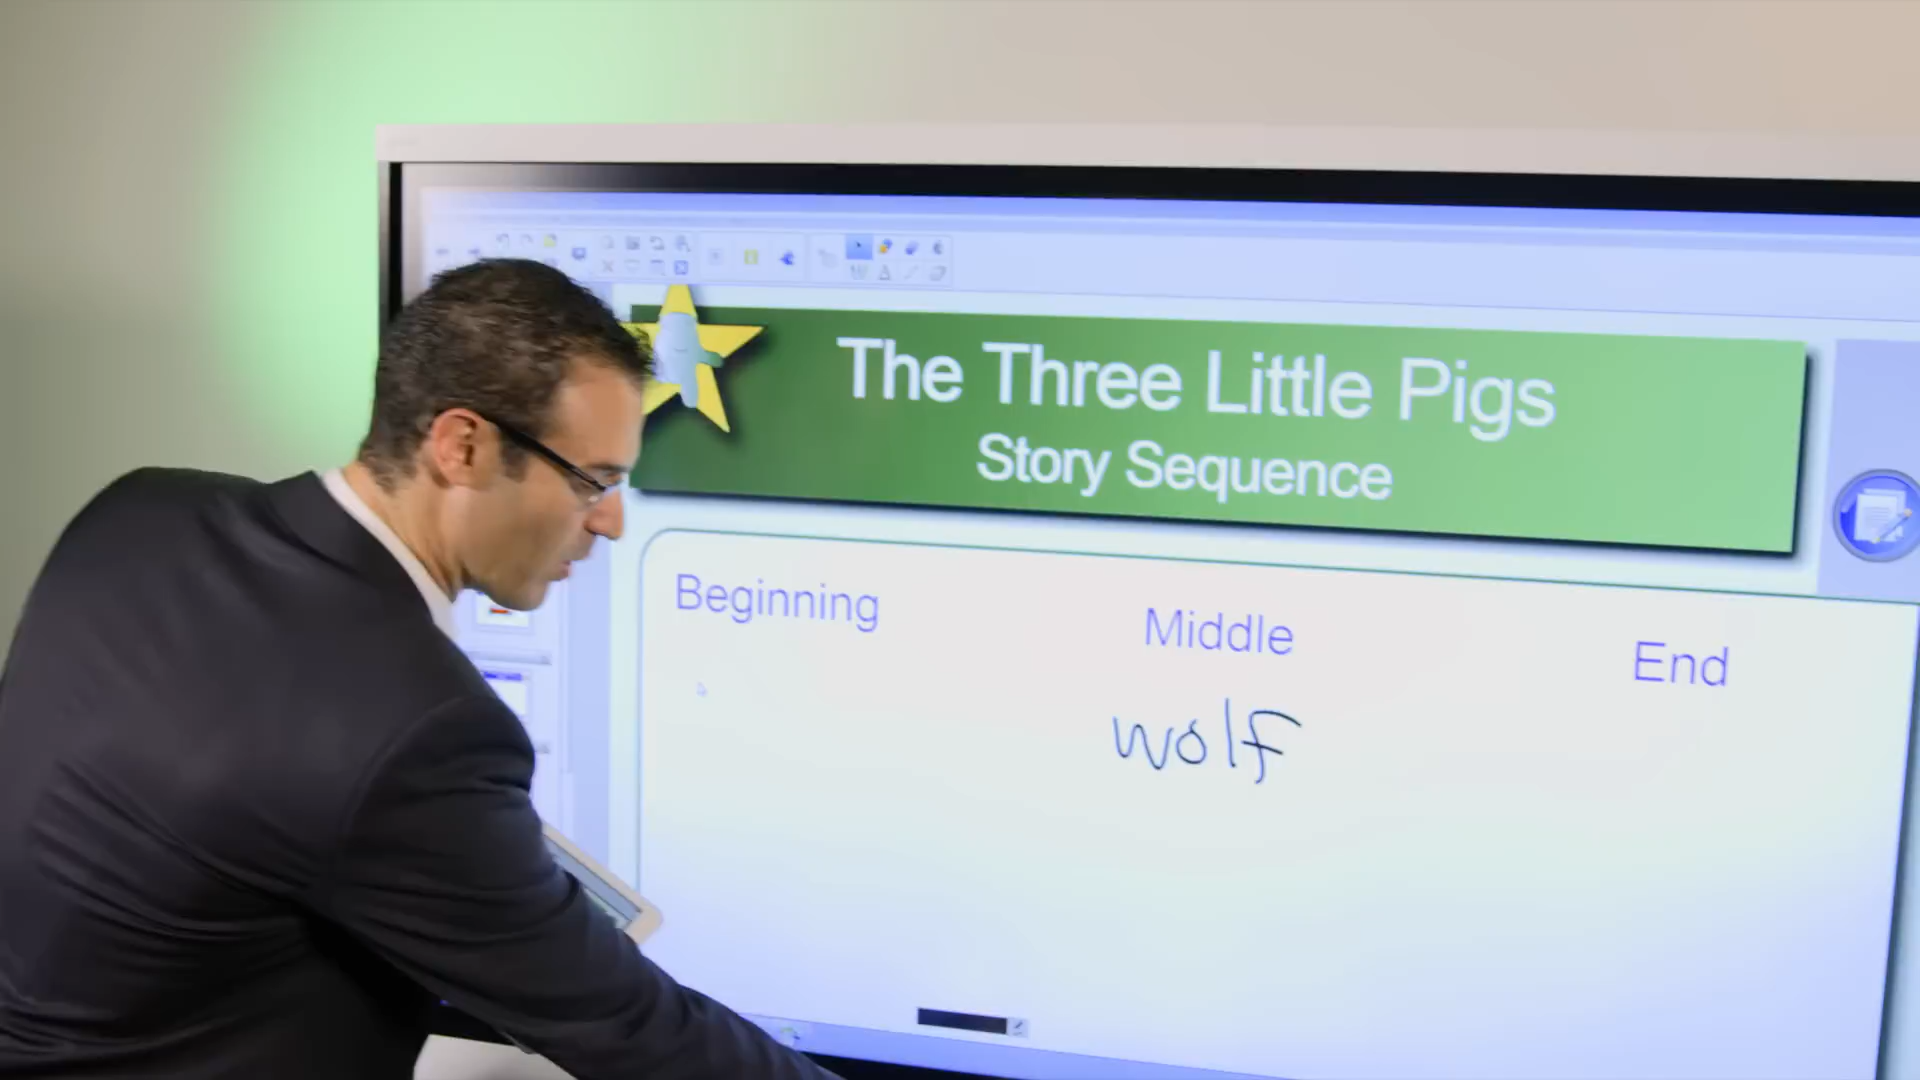 The Three Little Pigs
Story Sequence
Beginning
Middle
End
wolf